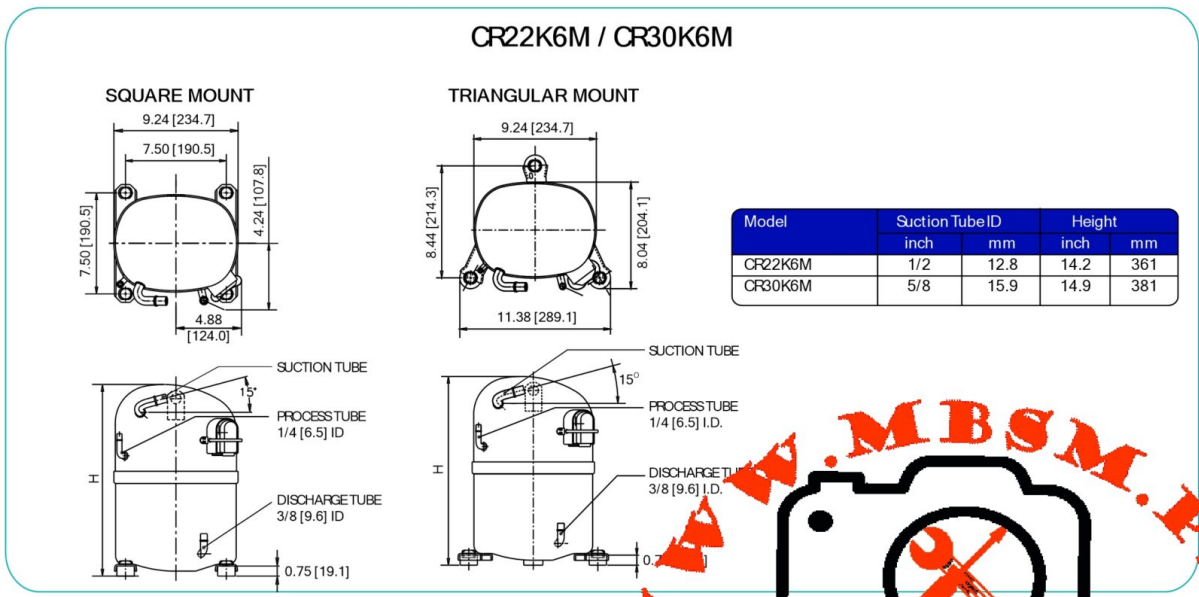 CR22K6M / CR30K6M
SQUARE MOUNT
9.24 [234.7]
7.50 [190.5]
7.50 [190.5]
4.24 [107.8]
4.88
[124.0]
TRIANGULAR MOUNT
9.24 [234.7]
8.44 [214.3]
8.04 [204.1]
11.38 [289.1]
Model Suction Tube ID Height
inch mm inch mm
CR22K6M 1/2 12.8 14.2 361
CR30K6M 5/8 15.9 14.9 381
SUCTION TUBE
15°
PROCESS TUBE
1/4 [6.5] ID
H
DISCHARGE TUBE
3/8 [9.6] ID
0.75 [19.1]
SUCTION TUBE
15°
PROCESS TUBE
1/4 [6.5] I.D.
H
DISCHARGE
3/8 [9.6] I.D.
W.MBSM.